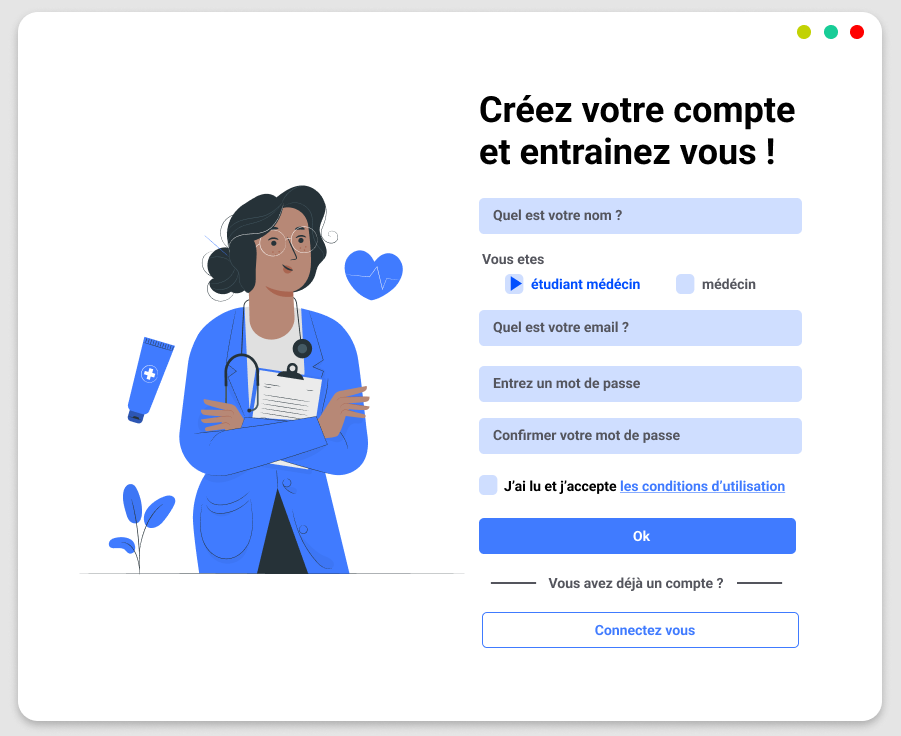 Créez votre compte
et entrainez vous !
Quel est votre nom ?
Vous etes
étudiant médécin
médécin
Quel est votre email ?
Entrez un mot de passe
Confirmer votre mot de passe
J’ai lu et j’accepte les conditions d’utilisation
Ok
Vous avez déjà un compte ?
Connectez vous